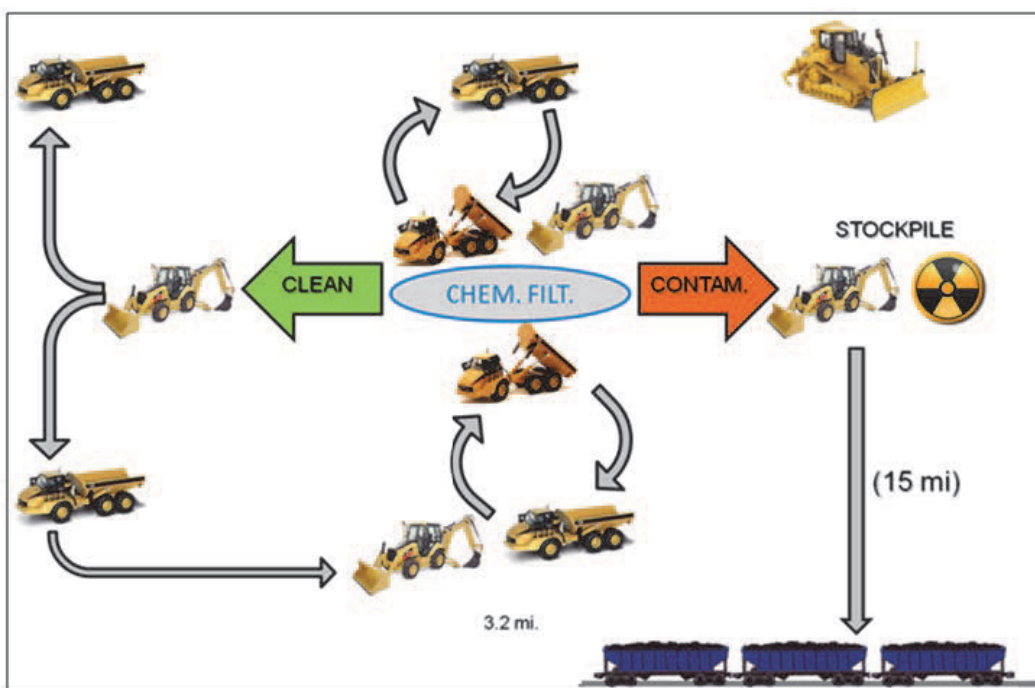 STOCKPILE
CLEAN
CHEM. FILT.
CONTAM.
(15 mi)
3.2 mi.